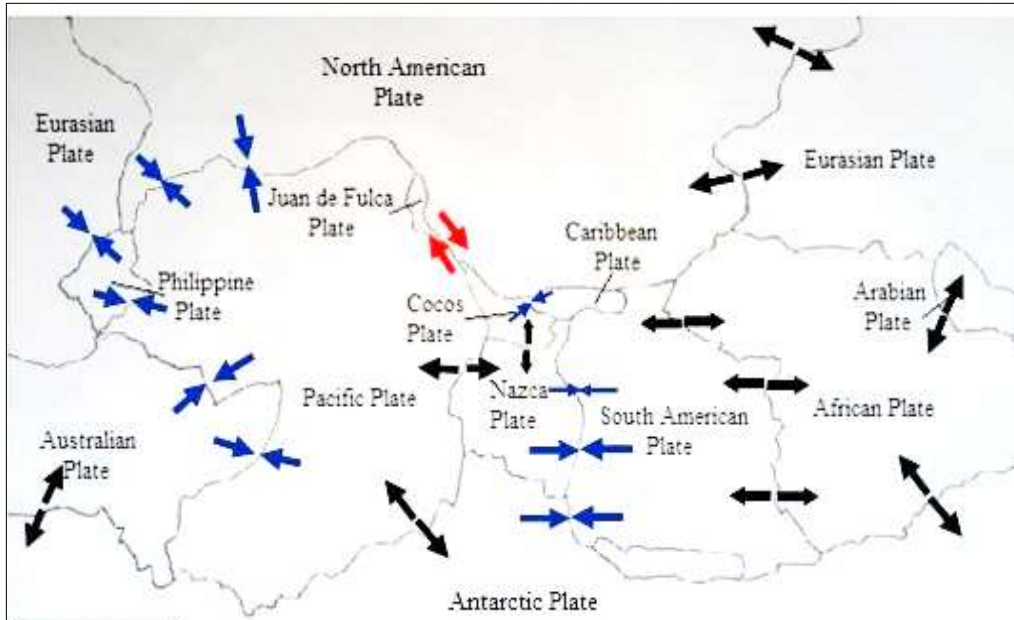 North American
Plate
Eurasian
Plate
Eurasian Plate
Juan de Fulca
Plate
Caribbean
Plate
Philippine
Plate
Cocos
Plate
Arabian
Plate
Pacific Plate
Nazca
Plate
South American
Plate
African Plate
Australian
Plate
Antarctic Plate